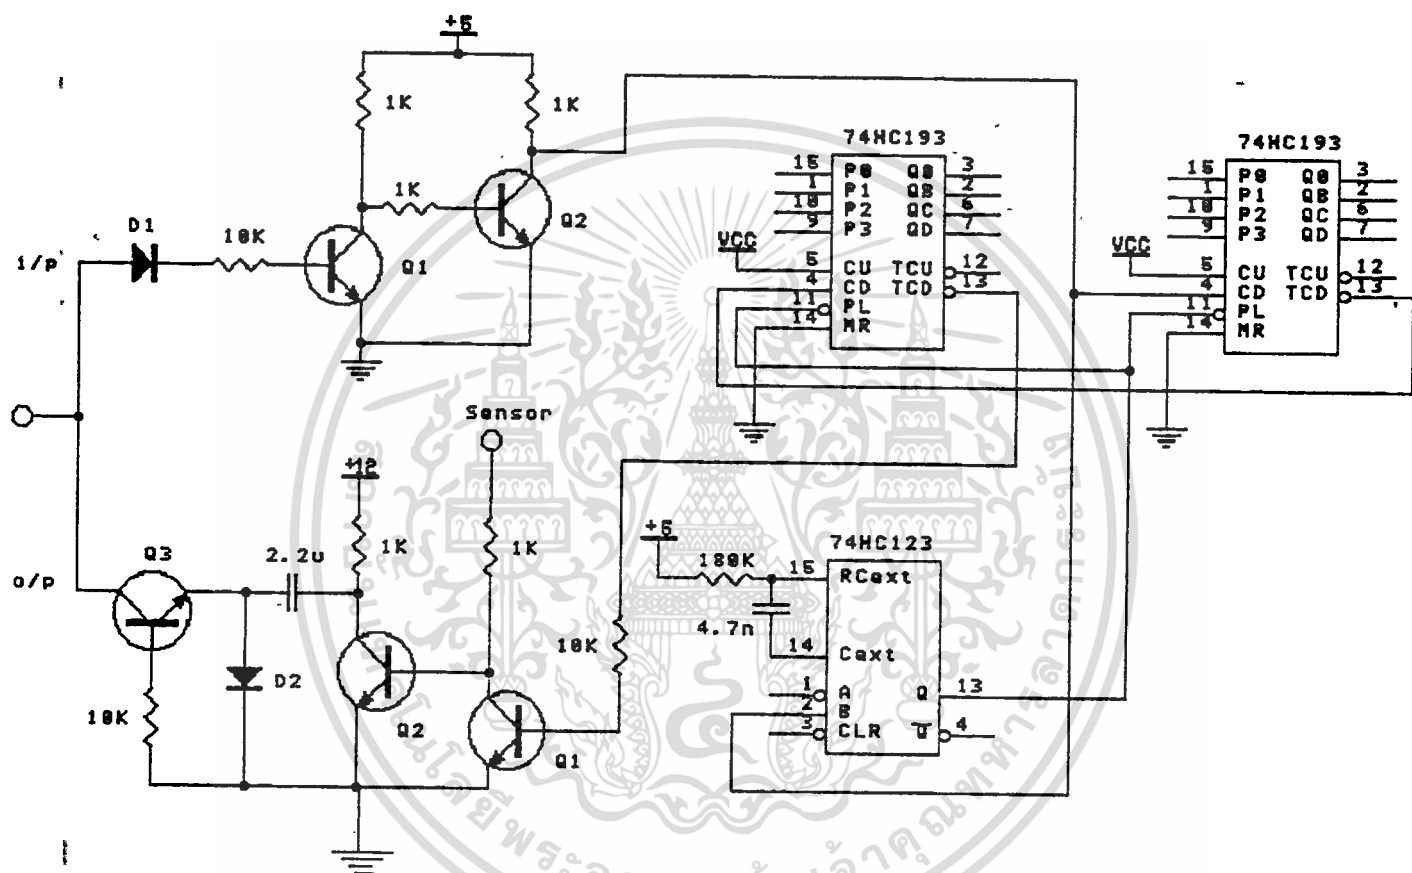 +5
1K
1K
1K
D1
10K
i/p
Q1
Q2
74HC193
15 P0 Q0 3
1 P1 QB 2
10 P2 QC 6
9 P3 QD 7
VCC
5 CU TCU 12
4 CD TCD 13
11 PL
14 MR
74HC193
15 P0 Q0 3
1 P1 QB 2
10 P2 QC 6
9 P3 QD 7
VCC
5 CU TCU 12
4 CD TCD 13
11 PL
14 MR
Sensor
+12
1K
1K
Q3
2.2u
o/p
D2
10K
Q2
Q1
10K
+5
100K
4.7n
74HC123
15 RCext
14 Cext
1 A Q 13
2 B
3 CLR Q 4